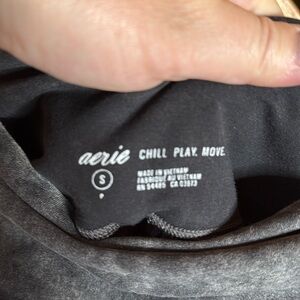 aerie CHILL. PLAY. MOVE.
S
P
MADE IN VIETNAM
FABRIQUÉ AU VIETNAM
RN 54485 CA 03873